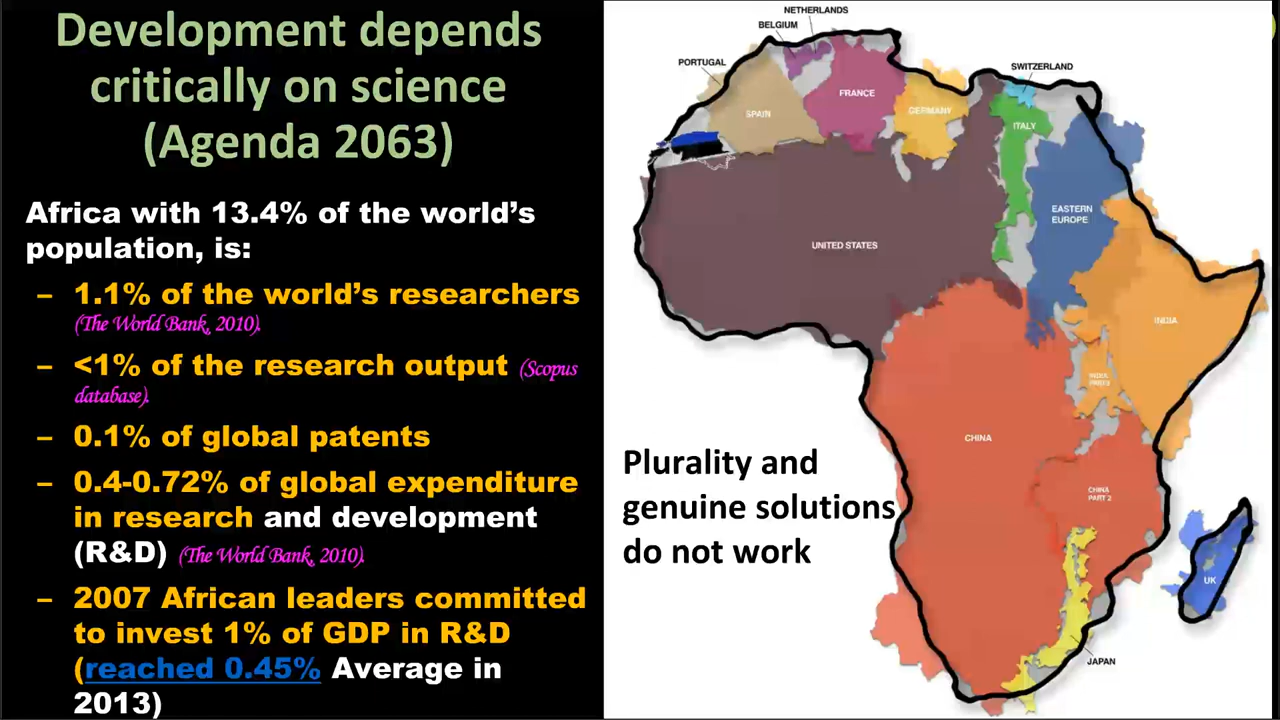 Development depends
critically on science
(Agenda 2063)
Africa with 13.4% of the world’s
population, is:
– 1.1% of the world’s researchers
(The World Bank, 2010).
– <1% of the research output (Scopus
database).
– 0.1% of global patents
– 0.4-0.72% of global expenditure
in research and development
(R&D) (The World Bank, 2010).
– 2007 African leaders committed
to invest 1% of GDP in R&D
(reached 0.45% Average in
2013)
NETHERLANDS
BELGIUM
PORTUGAL
SWITZERLAND
SPAIN
FRANCE
GERMANY
ITALY
EASTERN
EUROPE
UNITED STATES
INDIA
CHINA
CHINA
PART 2
UK
JAPAN
Plurality and
genuine solutions
do not work